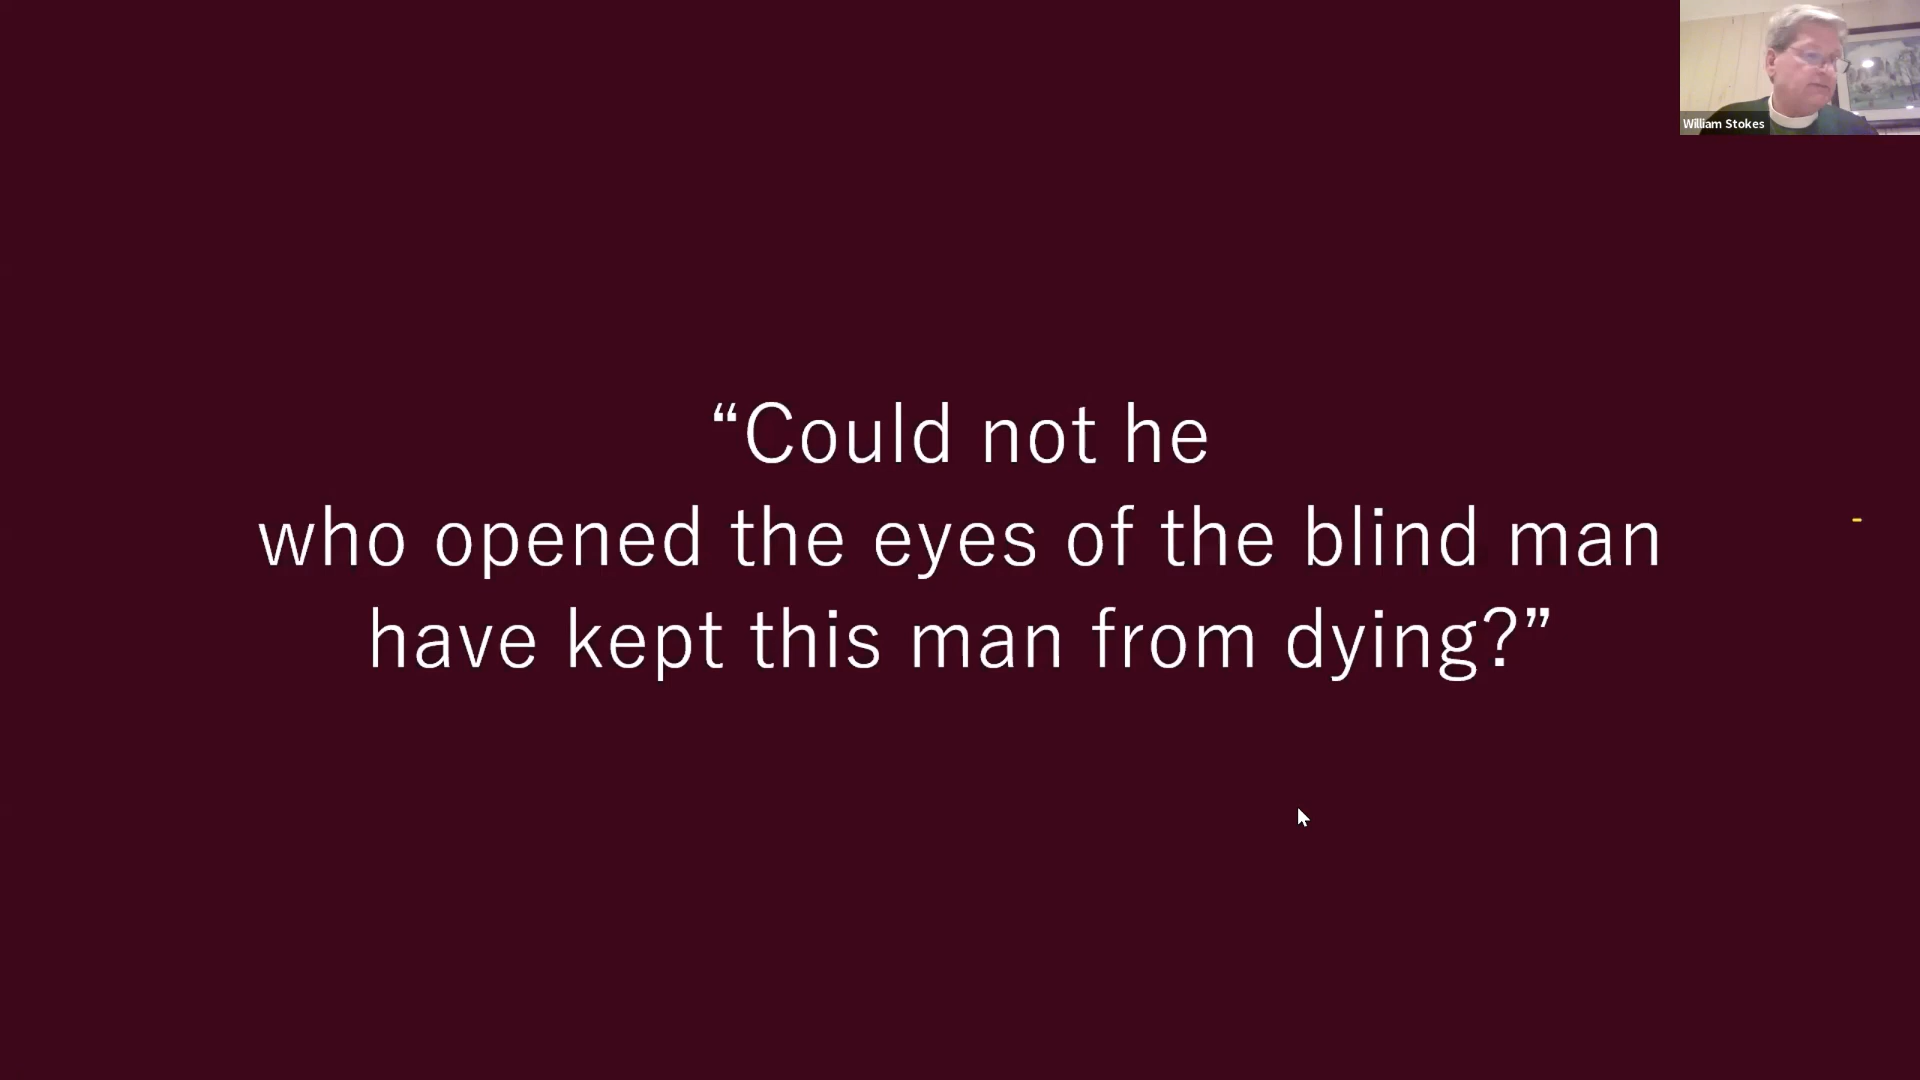 William Stokes
“Could not he
who opened the eyes of the blind man
have kept this man from dying?”